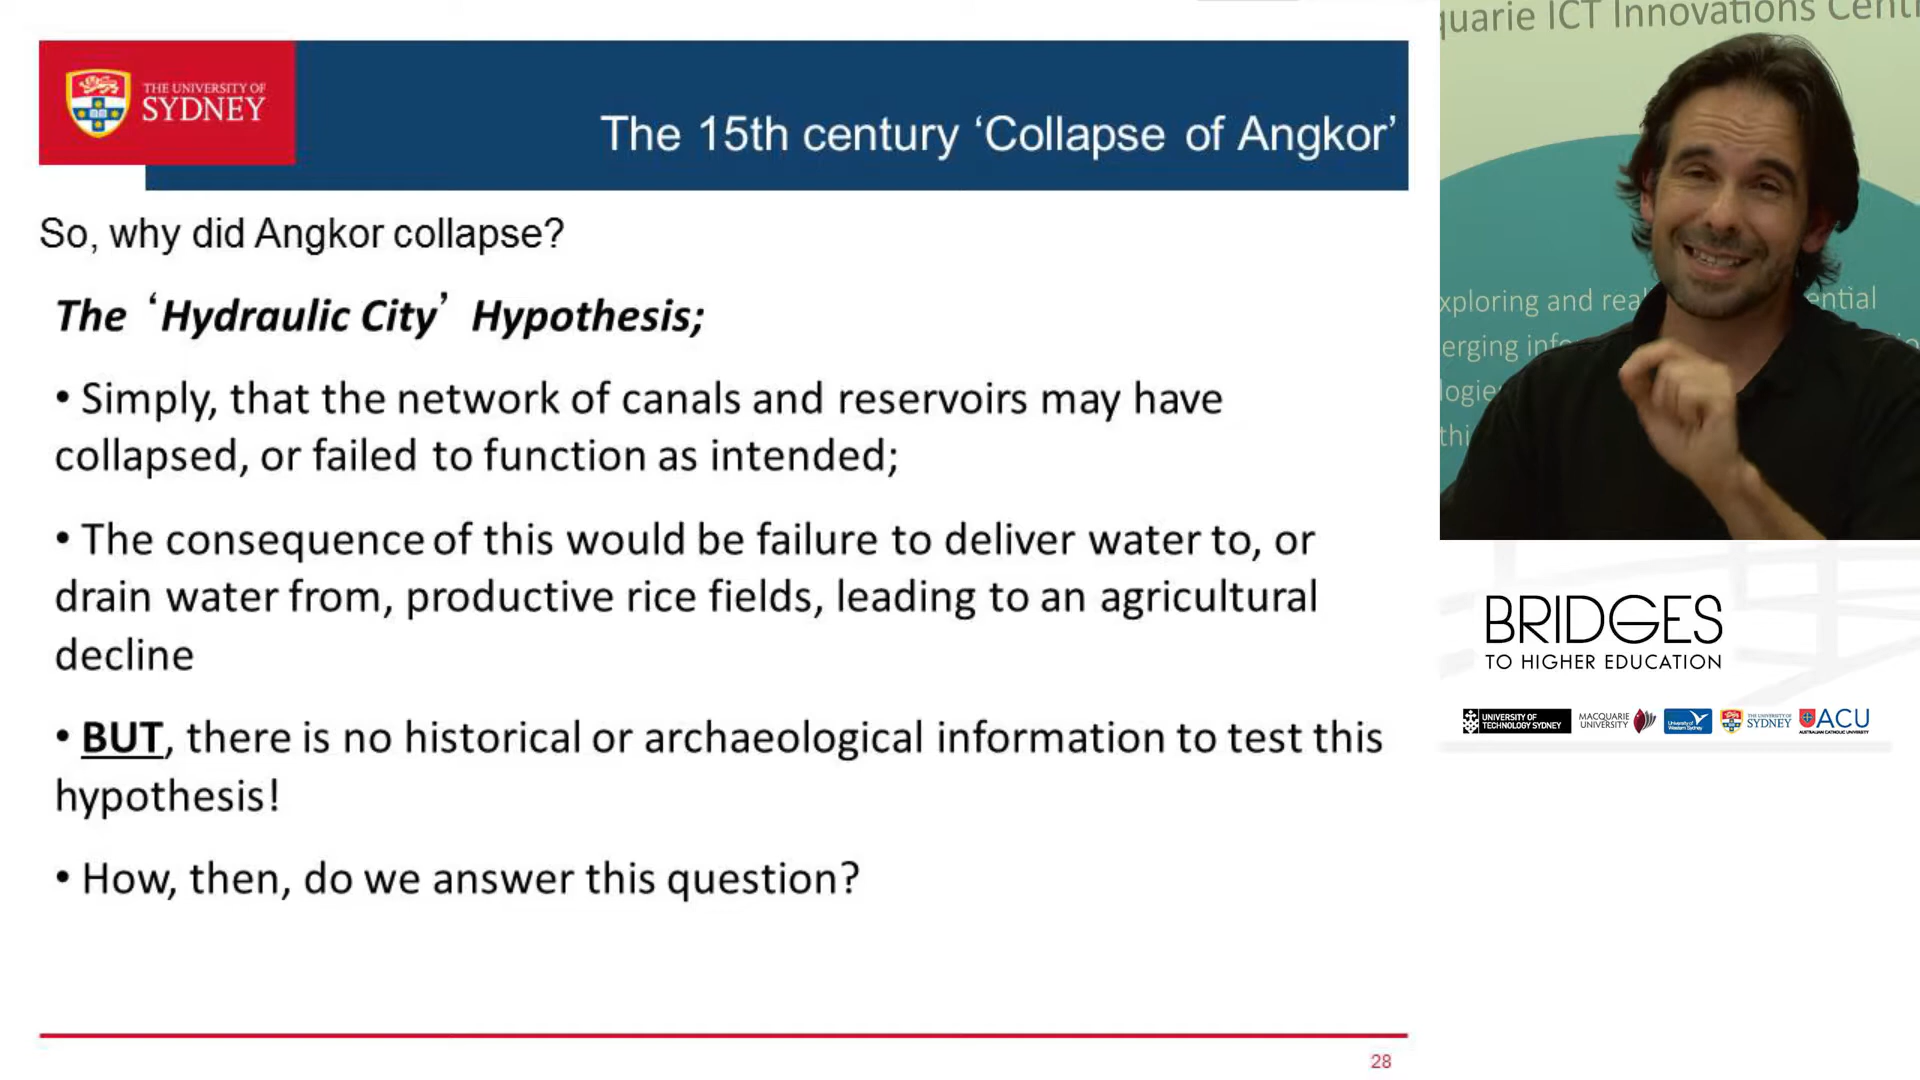 THE UNIVERSITY OF
SYDNEY
The 15th century ‘Collapse of Angkor’
So, why did Angkor collapse?
The ‘Hydraulic City’ Hypothesis;
• Simply, that the network of canals and reservoirs may have
collapsed, or failed to function as intended;
• The consequence of this would be failure to deliver water to, or
drain water from, productive rice fields, leading to an agricultural
decline
• BUT, there is no historical or archaeological information to test this
hypothesis!
• How, then, do we answer this question?
28
quarie ICT Innovations Cent
xploring and rea
ential
erging info
logie
thi
BRIDGES
TO HIGHER EDUCATION
UNIVERSITY OF
TECHNOLOGY SYDNEY
MACQUARIE
UNIVERSITY
University of
Western Sydney
THE UNIVERSITY OF
SYDNEY
ACU
AUSTRALIAN CATHOLIC UNIVERSITY